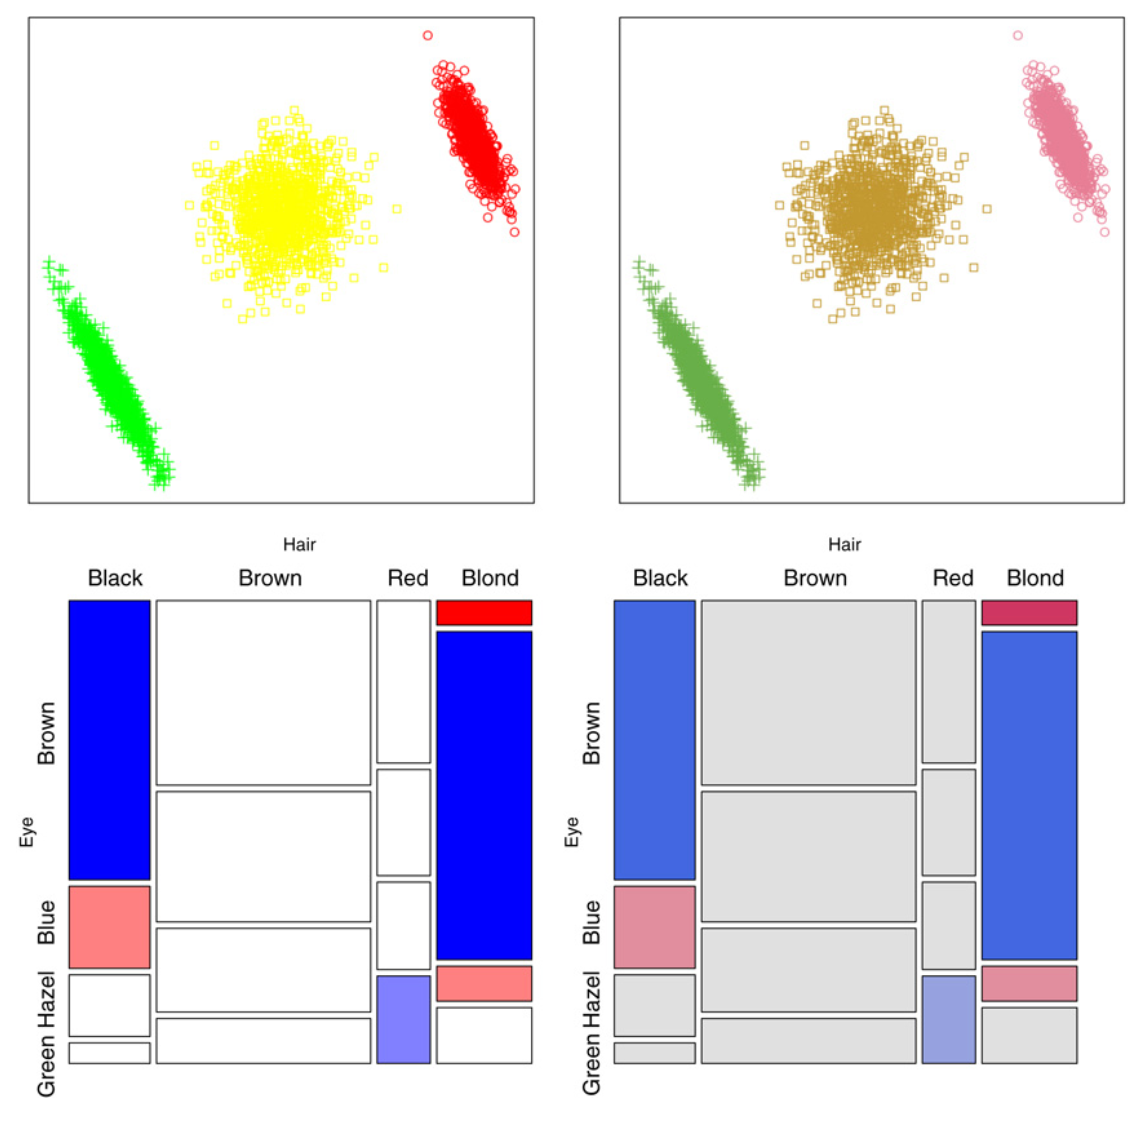 Hair
Black Brown Red Blond
Eye
Brown
Blue
Hazel
Green
Hair
Black Brown Red Blond
Eye
Brown
Blue
Hazel
Green